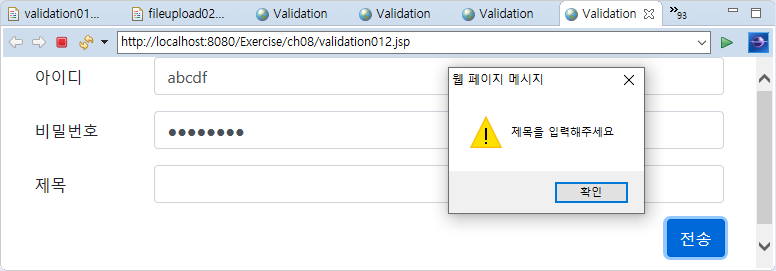 validation01... fileupload02... Validation Validation Validation Validation »93
http://localhost:8080/Exercise/ch08/validation012.jsp
아이디 abcdf
웹 페이지 메시지
비밀번호 ●●●●●●●●
제목을 입력해주세요
제목
확인
전송